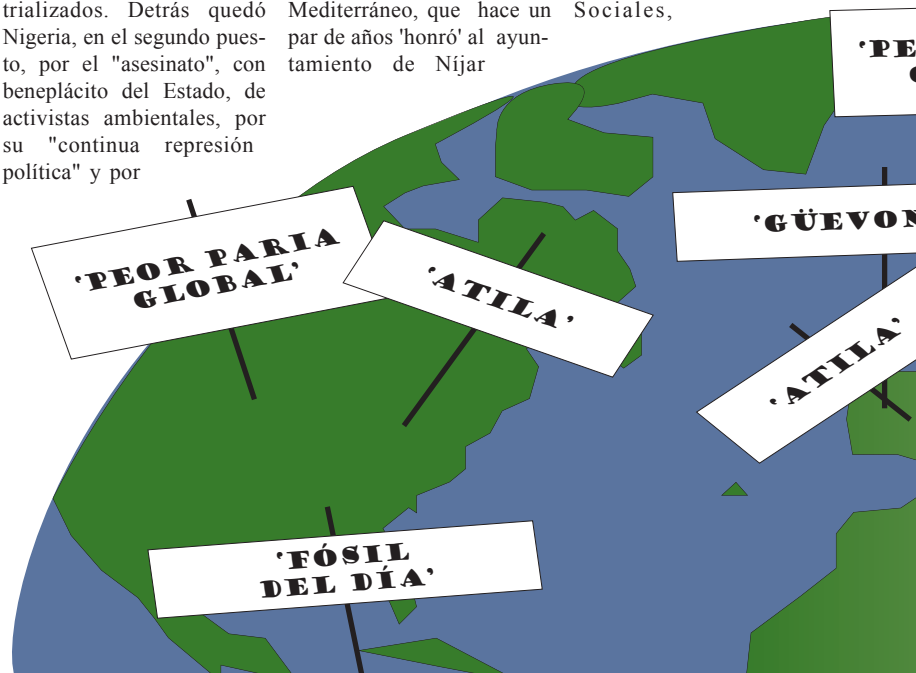 trializados. Detrás quedó
Nigeria, en el segundo pues-
to, por el "asesinato", con
beneplácito del Estado, de
activistas ambientales, por
su "continua represión
política" y por
Mediterráneo, que hace un
par de años 'honró' al ayun-
tamiento de Níjar
Sociales,
‘PEOR PARIA
GLOBAL’
‘ATILA’
‘GÜEVON
‘ATILA’
‘FÓSIL
DEL DÍA’